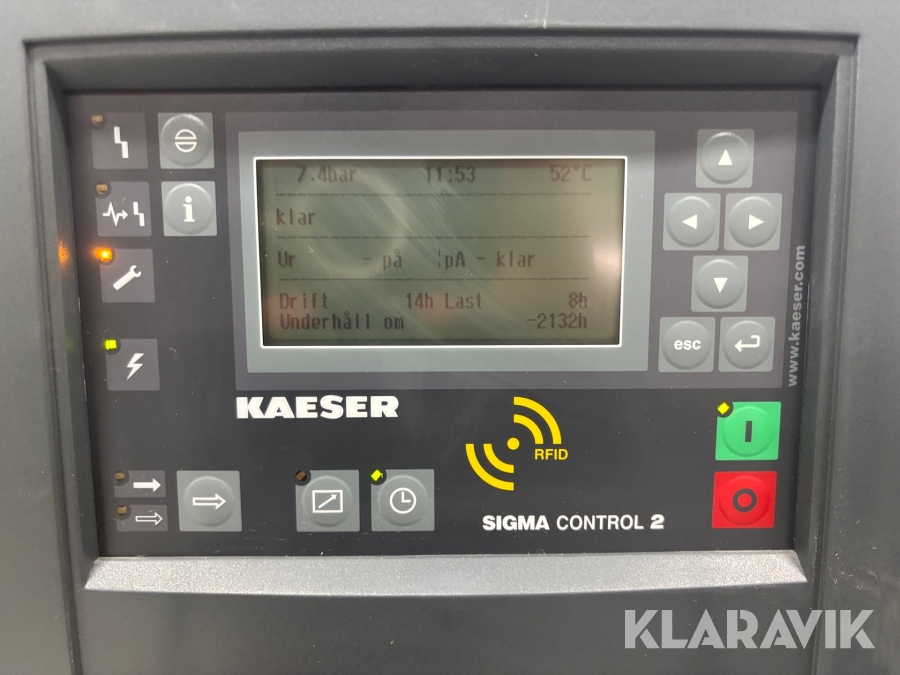 7.4bar 11:53 52°C
klar
Ur - på ¦pA - klar
Drift 14h Last 8h
Underhåll om -2132h
i
esc
www.kaeser.com
KAESER
RFID
I
O
SIGMA CONTROL 2
KLARAVIK